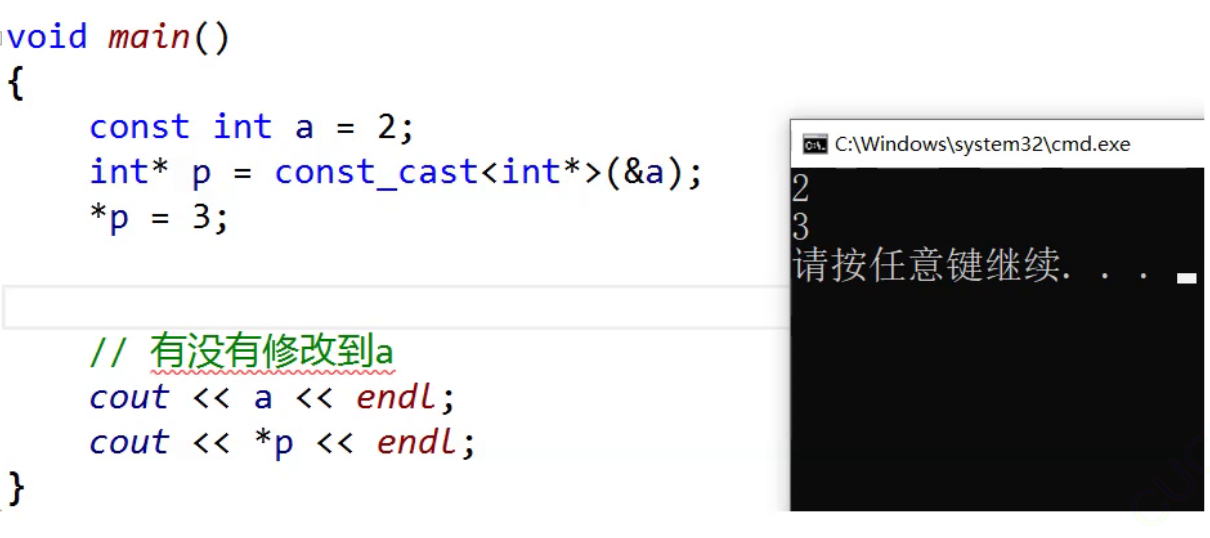 void main()
{
    const int a = 2;
    int* p = const_cast<int*>(&a);
    *p = 3;
    // 有没有修改到a
    cout << a << endl;
    cout << *p << endl;
}
C:\Windows\system32\cmd.exe
2
3
请按任意键继续. . .